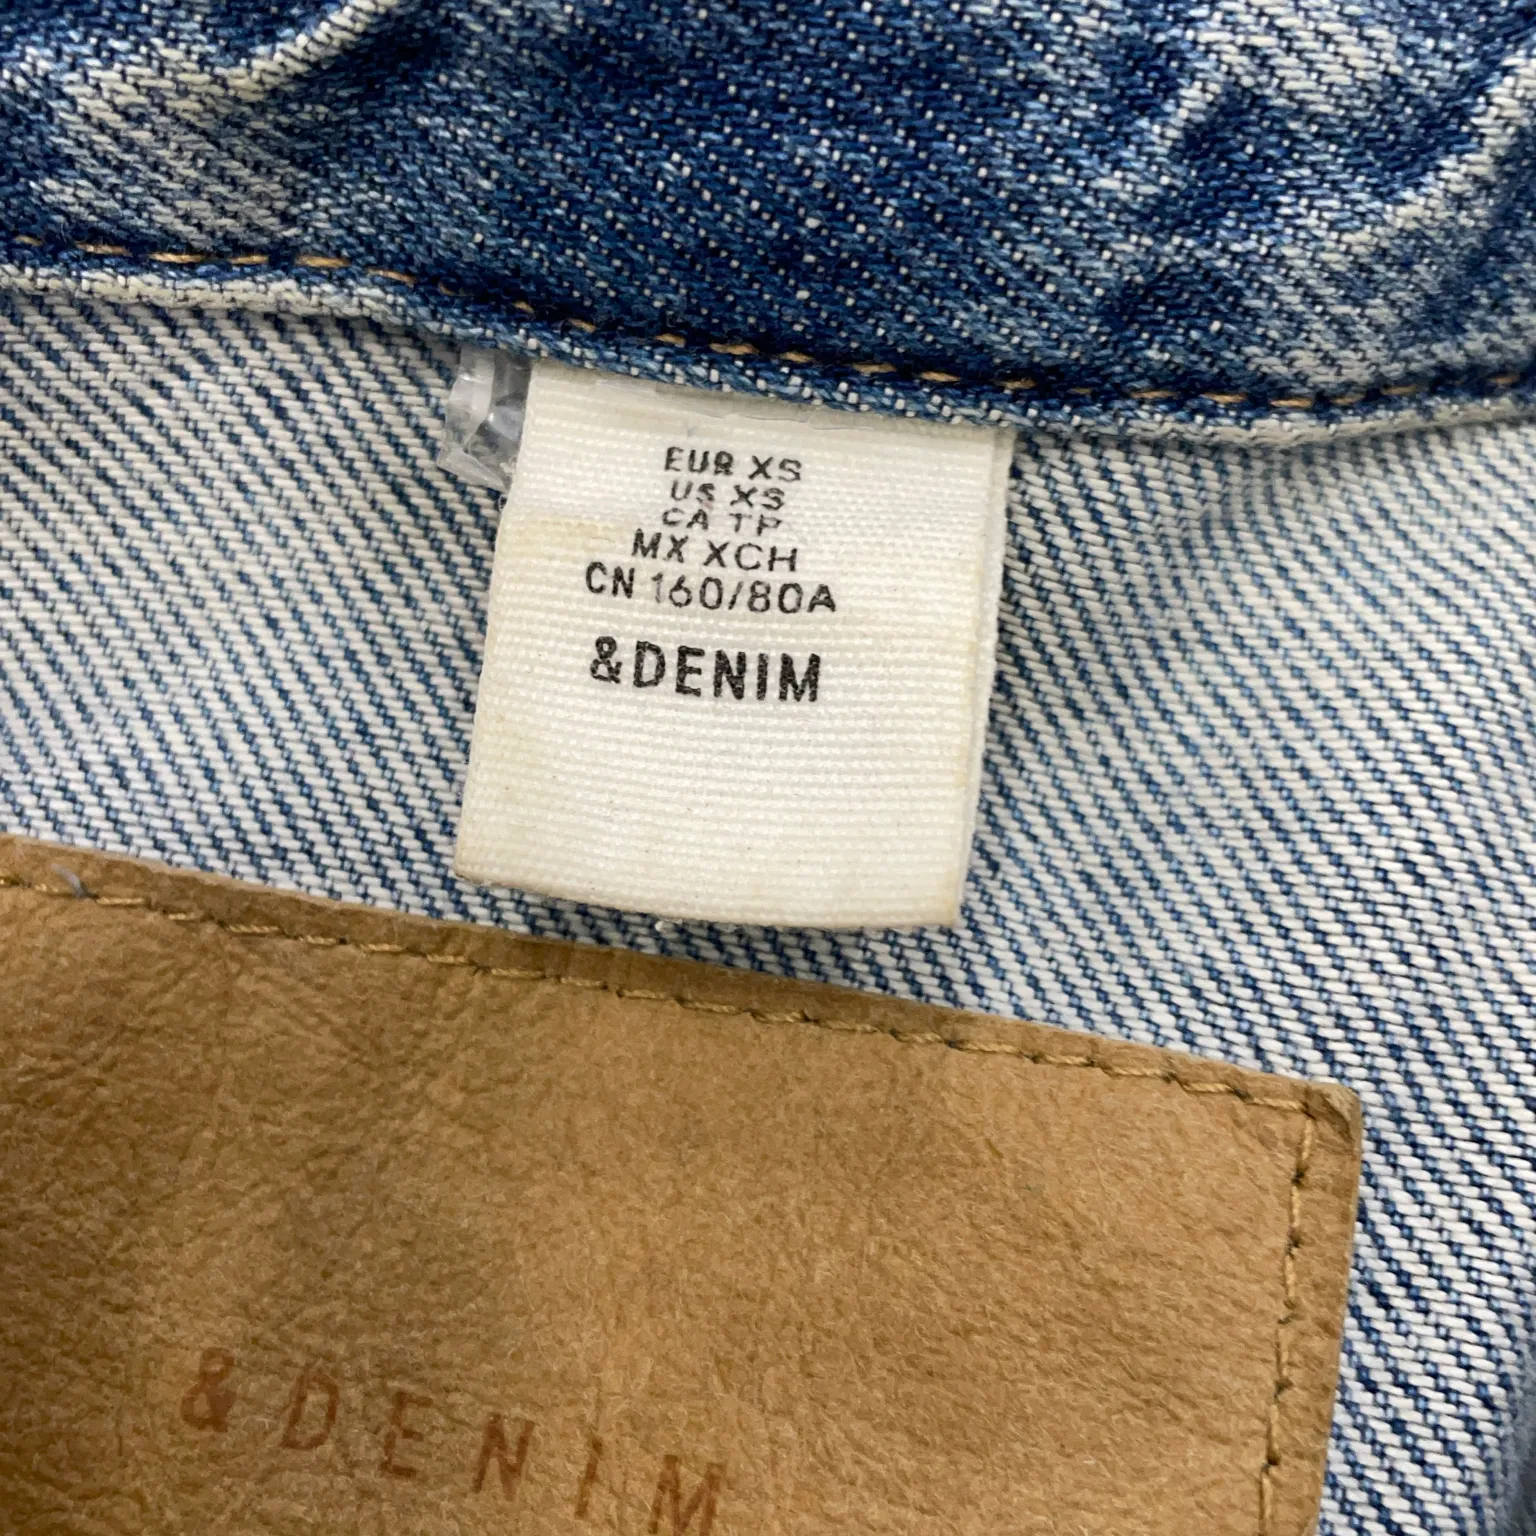 EUR XS
US XS
CA TP
MX XCH
CN 160/80A
&DENIM
&DENIM